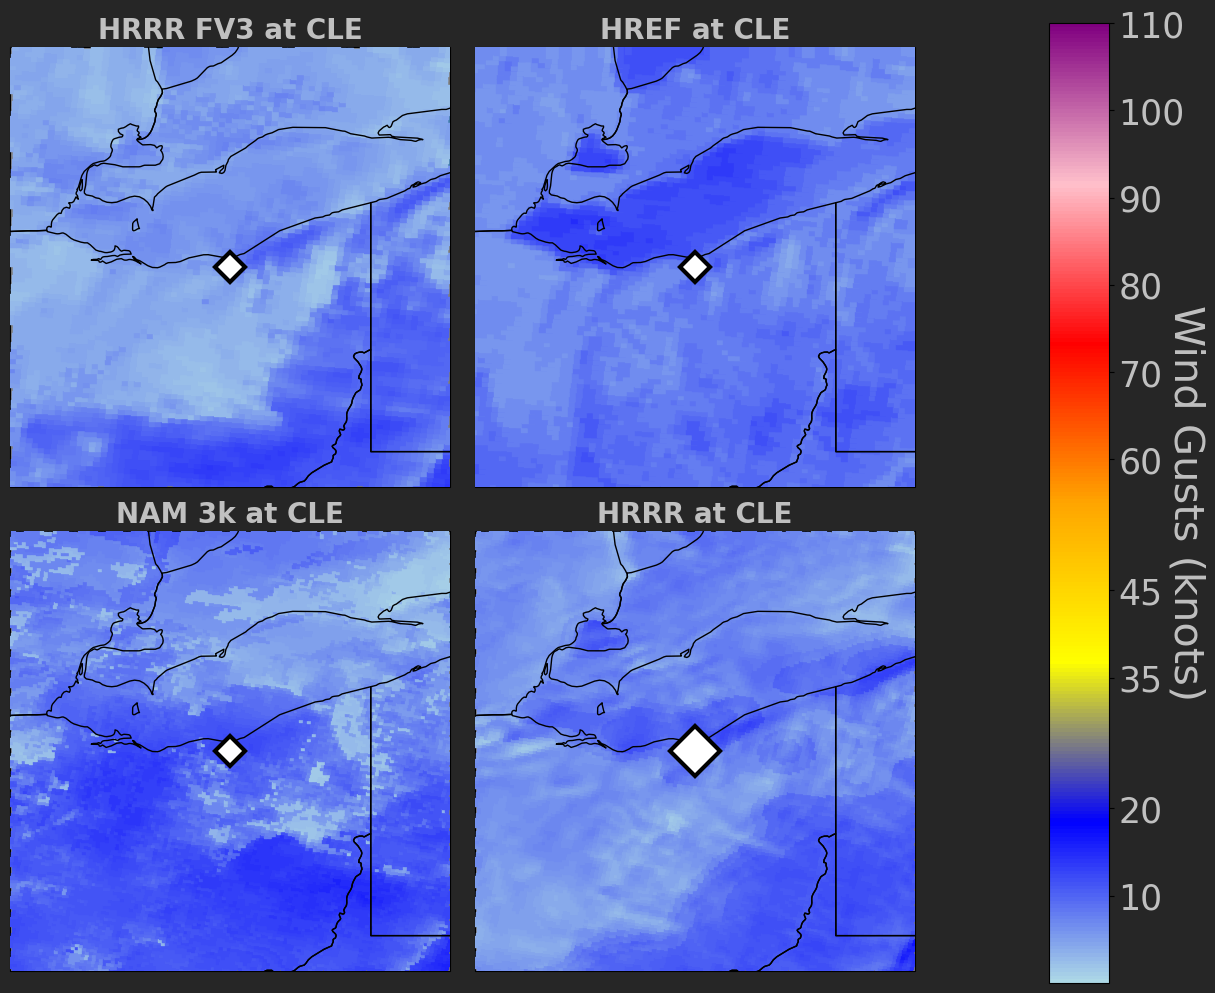 HRRR FV3 at CLE
HREF at CLE
NAM 3k at CLE
HRRR at CLE
110
100
90
80
70
60
45
35
20
10
Wind Gusts (knots)